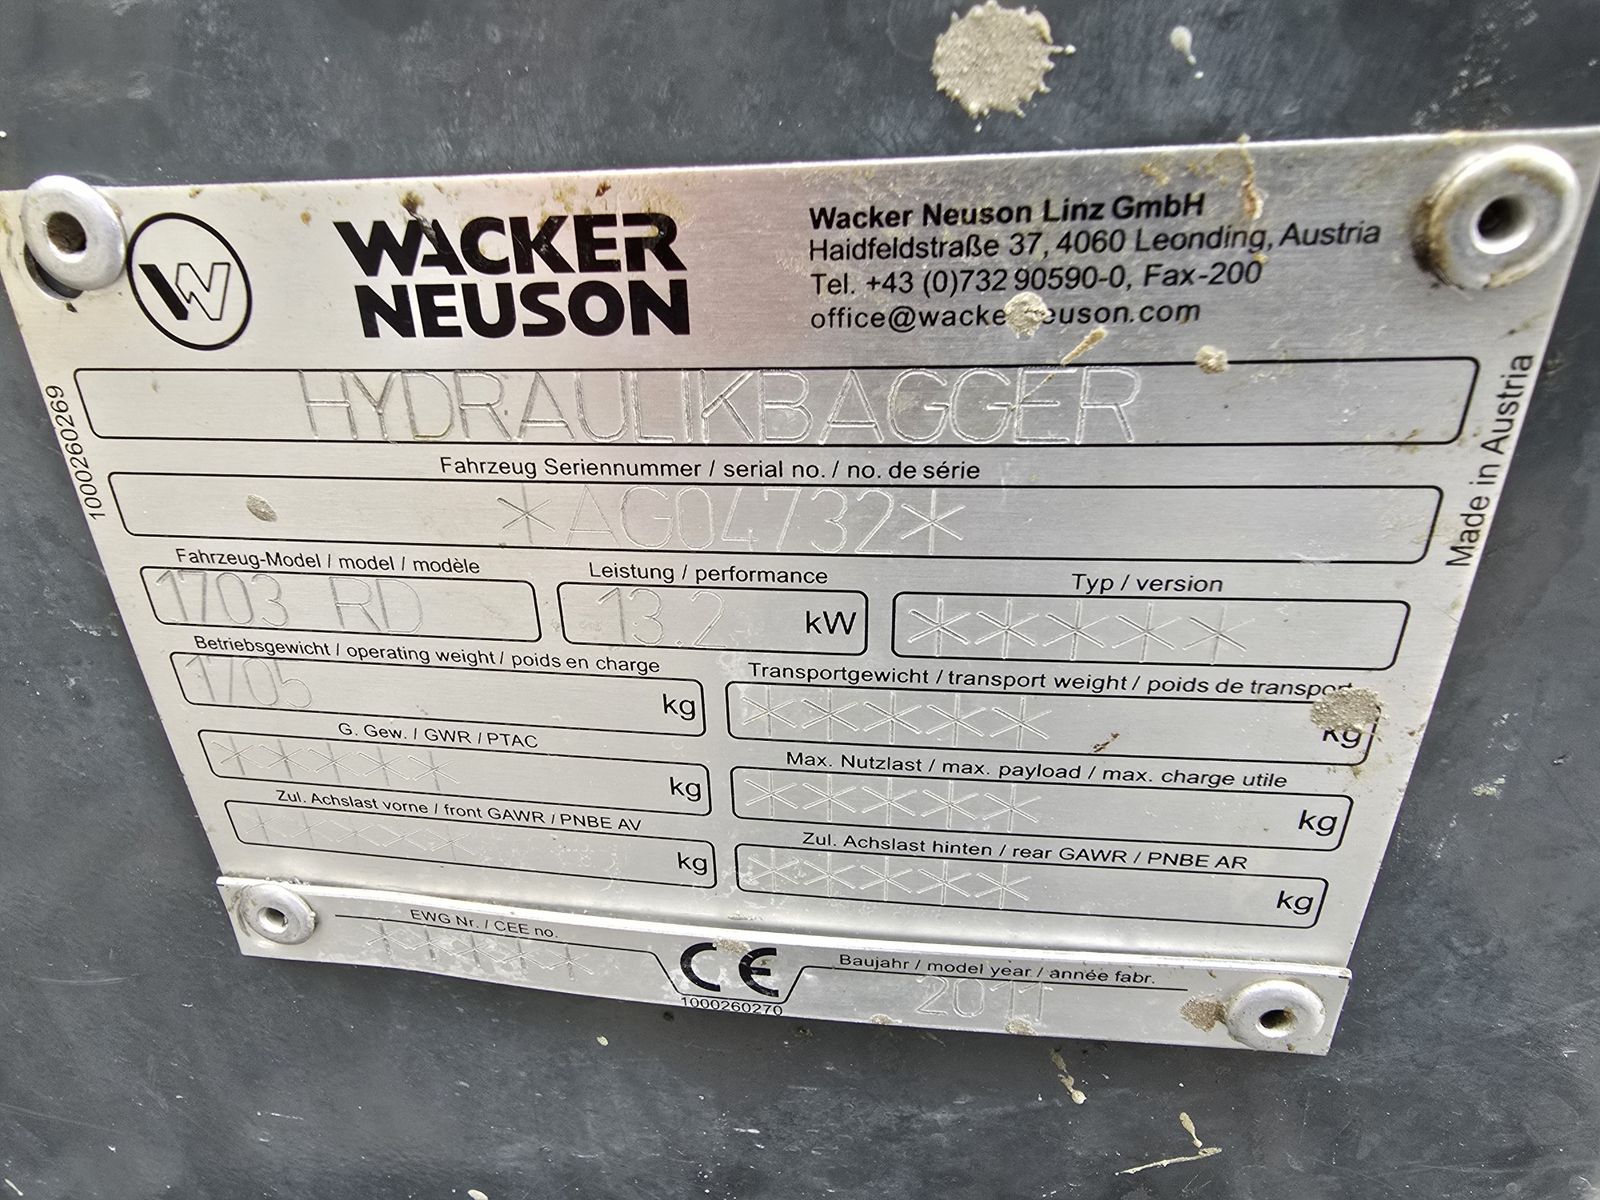 WACKER
NEUSON
Wacker Neuson Linz GmbH
Haidfeldstraße 37, 4060 Leonding, Austria
Tel. +43 (0)732 90590-0, Fax-200
office@wackerneuson.com
1000260269
Made in Austria
HYDRAULIKBAGGER
Fahrzeug Seriennummer / serial no. / no. de série
*AG04732*
Fahrzeug-Model / model / modèle
1703 RD
Leistung / performance
13.2 kW
Typ / version
*****
Betriebsgewicht / operating weight / poids en charge
1705 kg
Transportgewicht / transport weight / poids de transport
***** kg
G. Gew. / GWR / PTAC
***** kg
Max. Nutzlast / max. payload / max. charge utile
***** kg
Zul. Achslast vorne / front GAWR / PNBE AV
***** kg
Zul. Achslast hinten / rear GAWR / PNBE AR
***** kg
EWG Nr. / CEE no.
*****
CE
1000260270
Baujahr / model year / année fabr.
2011